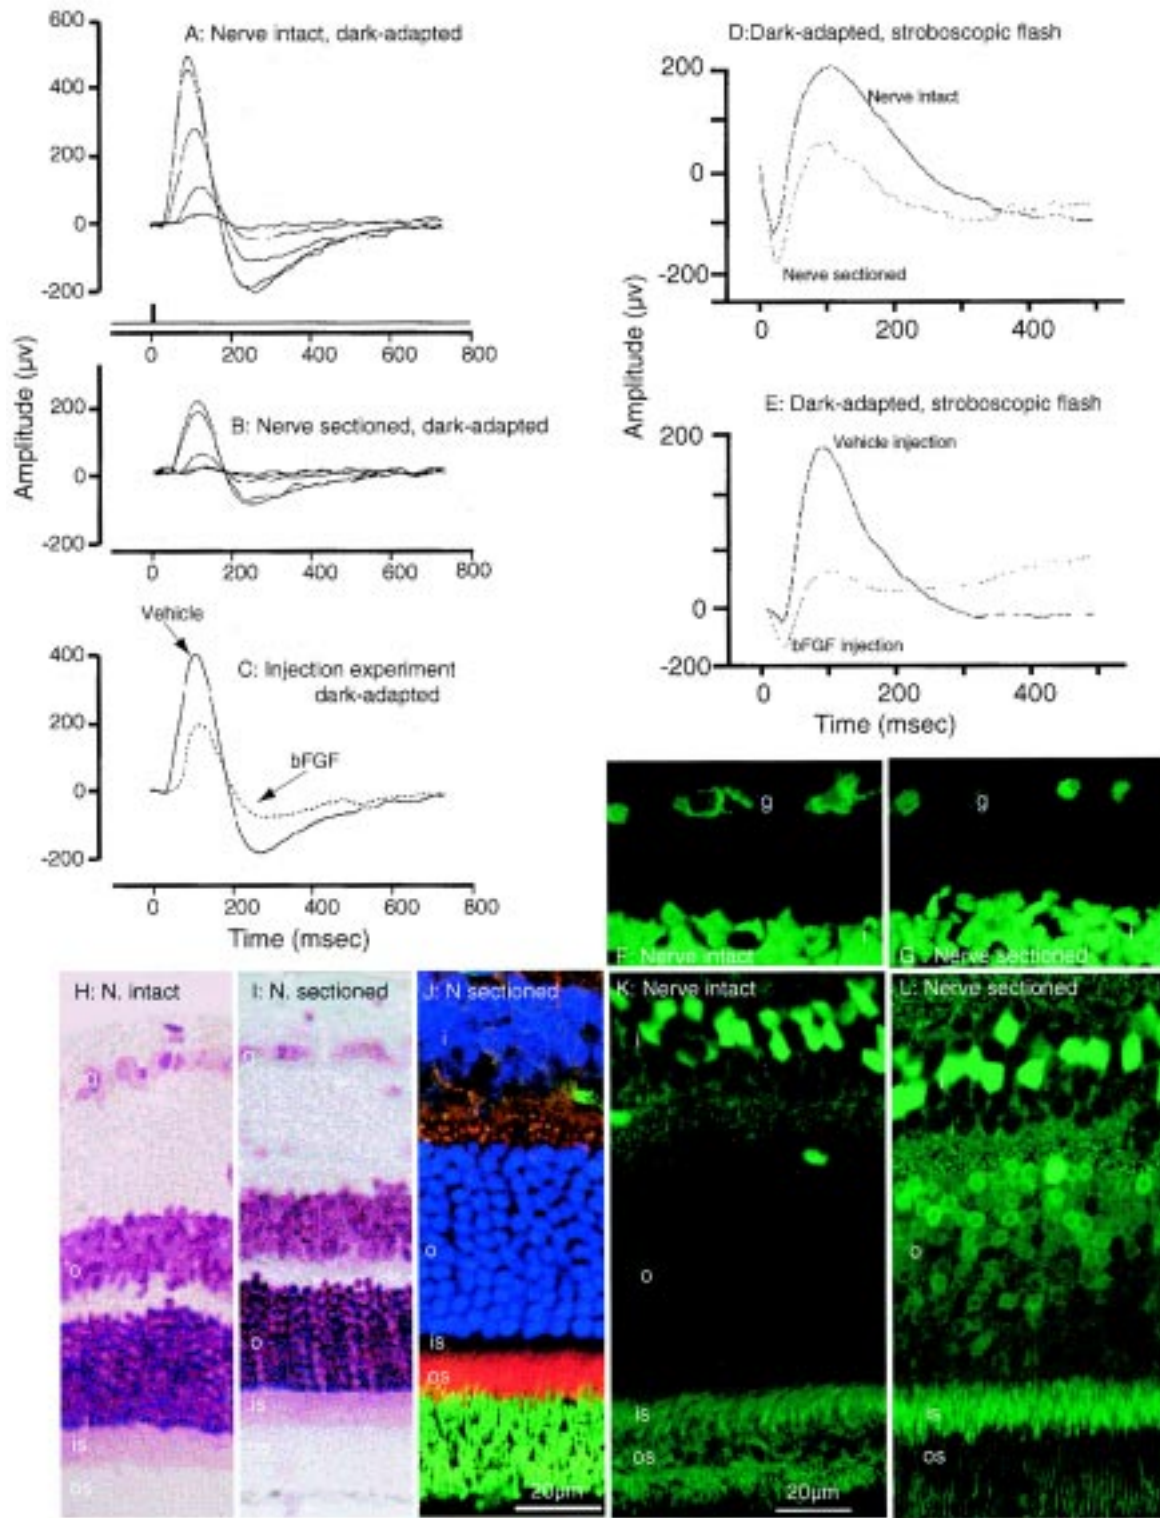 A: Nerve intact, dark-adapted
600
400
200
0
-200
0 200 400 600 800
B: Nerve sectioned, dark-adapted
200
0
-200
0 200 400 600 800
Amplitude (μv)
Vehicle
C: Injection experiment
dark-adapted
bFGF
400
200
0
-200
0 200 400 600 800
Time (msec)
D:Dark-adapted, stroboscopic flash
200
0
-200
Nerve intact
Nerve sectioned
0 200 400
Amplitude (μv)
E: Dark-adapted, stroboscopic flash
200
0
-200
Vehicle injection
bFGF injection
0 200 400
Time (msec)
g
i
F: Nerve intact
g
i
G: Nerve sectioned
H: N. intact
o
is
os
I: N. sectioned
o
is
J: N sectioned
i
o
is
os
20μm
K: Nerve intact
i
o
is
os
20μm
L: Nerve sectioned
i
o
is
os